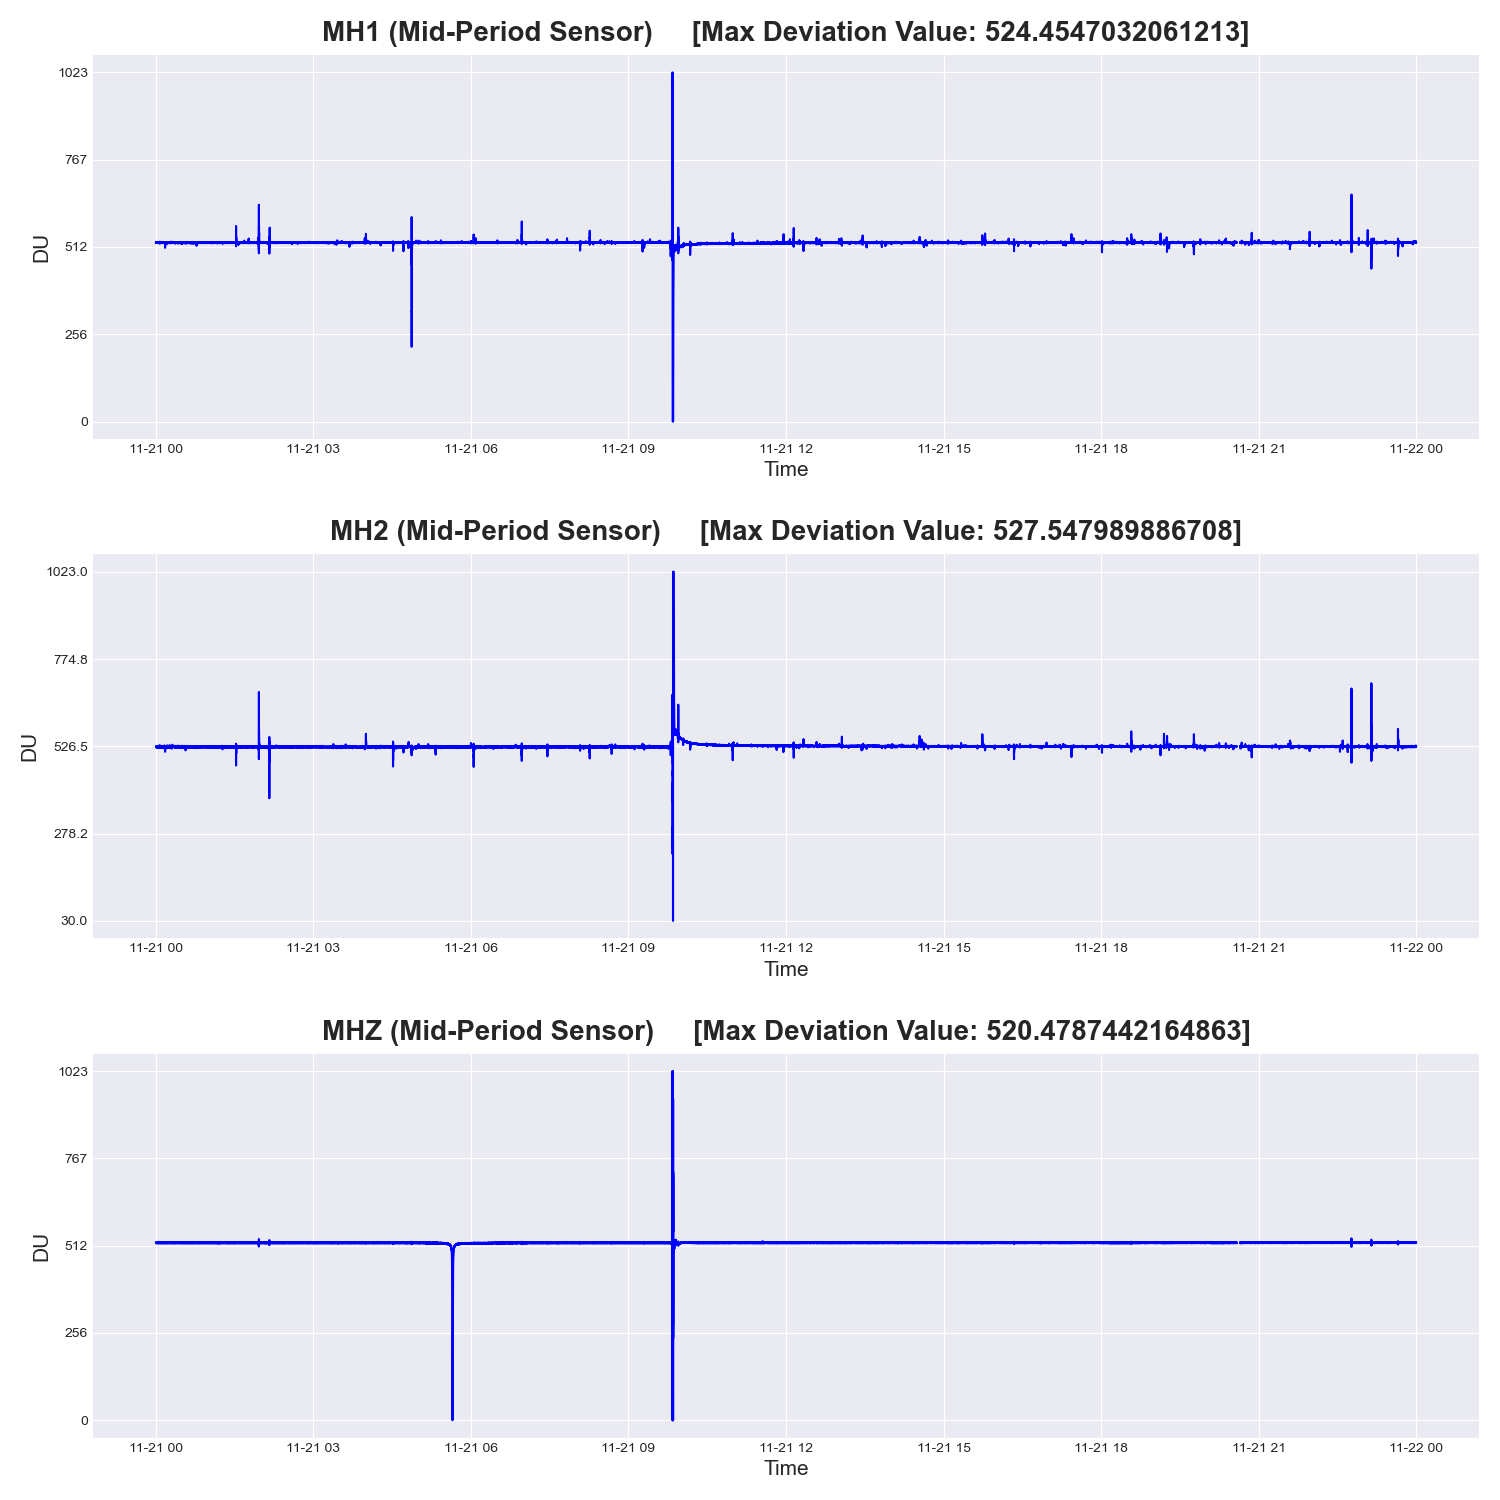 MH1 (Mid-Period Sensor) [Max Deviation Value: 524.4547032061213]
1023
767
512
256
0
DU
11-21 00 11-21 03 11-21 06 11-21 09 11-21 12 11-21 15 11-21 18 11-21 21 11-22 00
Time
MH2 (Mid-Period Sensor) [Max Deviation Value: 527.547989886708]
1023.0
774.8
526.5
278.2
30.0
DU
11-21 00 11-21 03 11-21 06 11-21 09 11-21 12 11-21 15 11-21 18 11-21 21 11-22 00
Time
MHZ (Mid-Period Sensor) [Max Deviation Value: 520.4787442164863]
1023
767
512
256
0
DU
11-21 00 11-21 03 11-21 06 11-21 09 11-21 12 11-21 15 11-21 18 11-21 21 11-22 00
Time